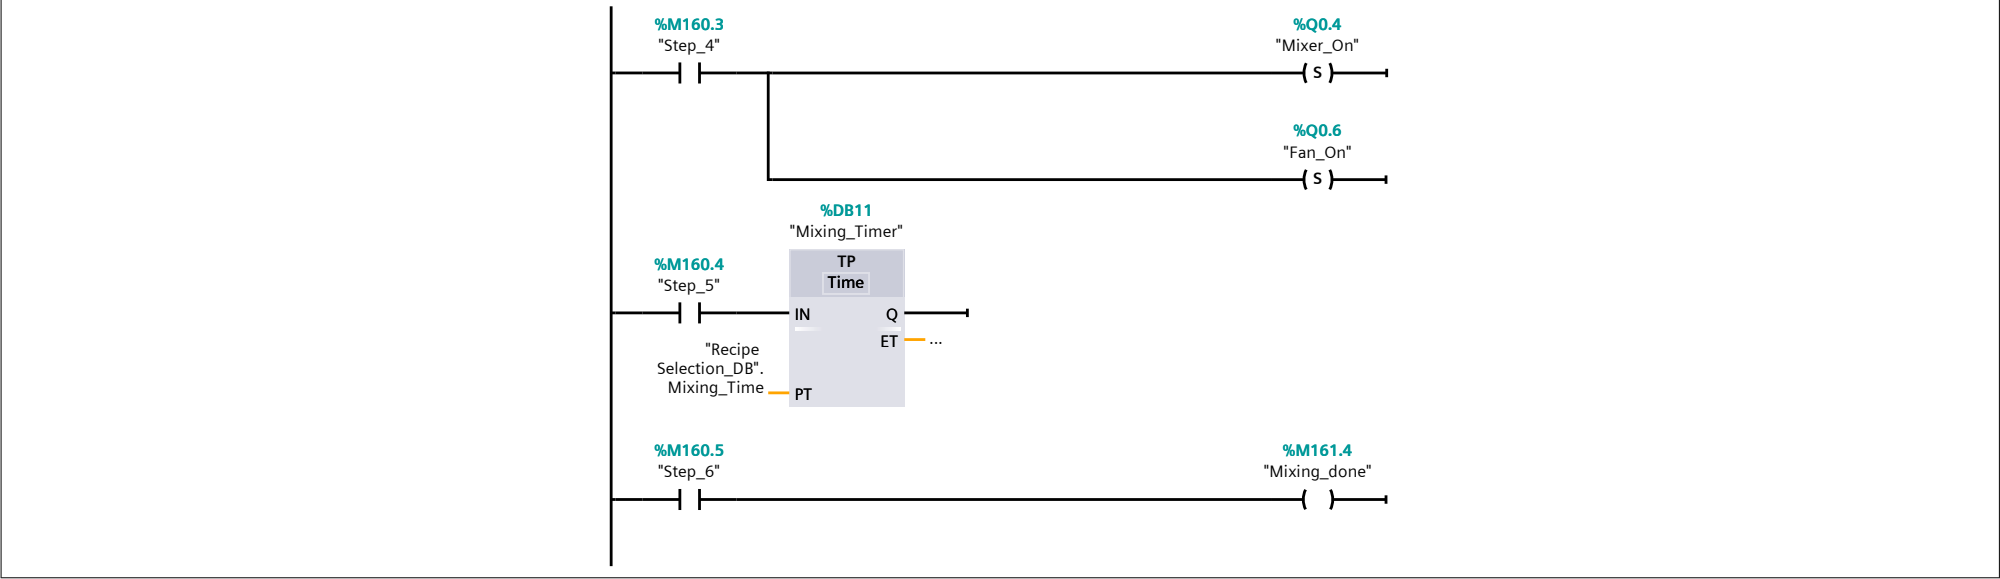 %M160.3
"Step_4"
%Q0.4
"Mixer_On"
S
%Q0.6
"Fan_On"
S
%DB11
"Mixing_Timer"
TP
Time
%M160.4
"Step_5"
IN
Q
ET
...
"Recipe
Selection_DB".
Mixing_Time
PT
%M160.5
"Step_6"
%M161.4
"Mixing_done"